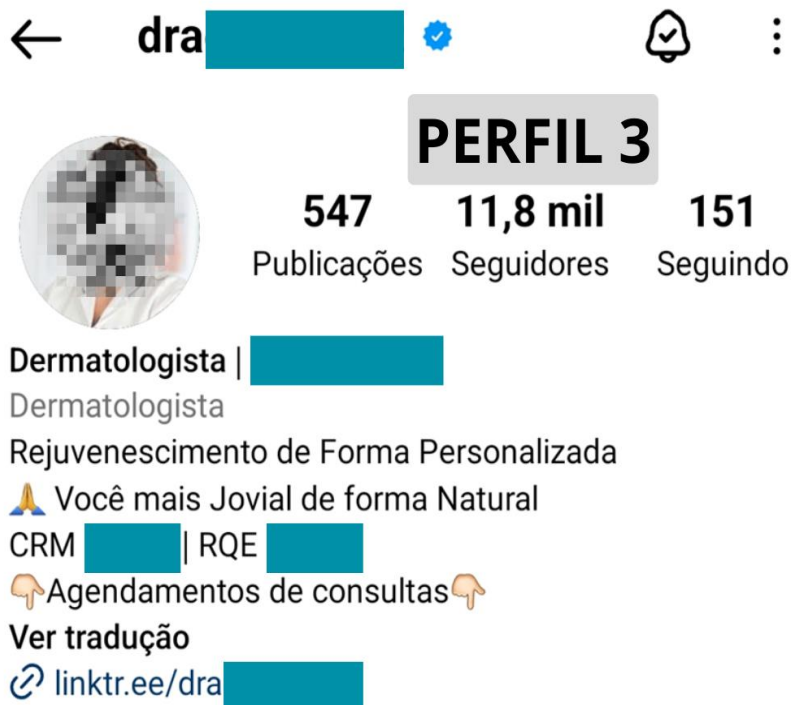 dra
PERFIL 3
547 11,8 mil 151
Publicações Seguidores Seguindo
Dermatologista |
Dermatologista
Rejuvenescimento de Forma Personalizada
🙏 Você mais Jovial de forma Natural
CRM | RQE
👇🏻Agendamentos de consultas👇🏻
Ver tradução
linktr.ee/dra